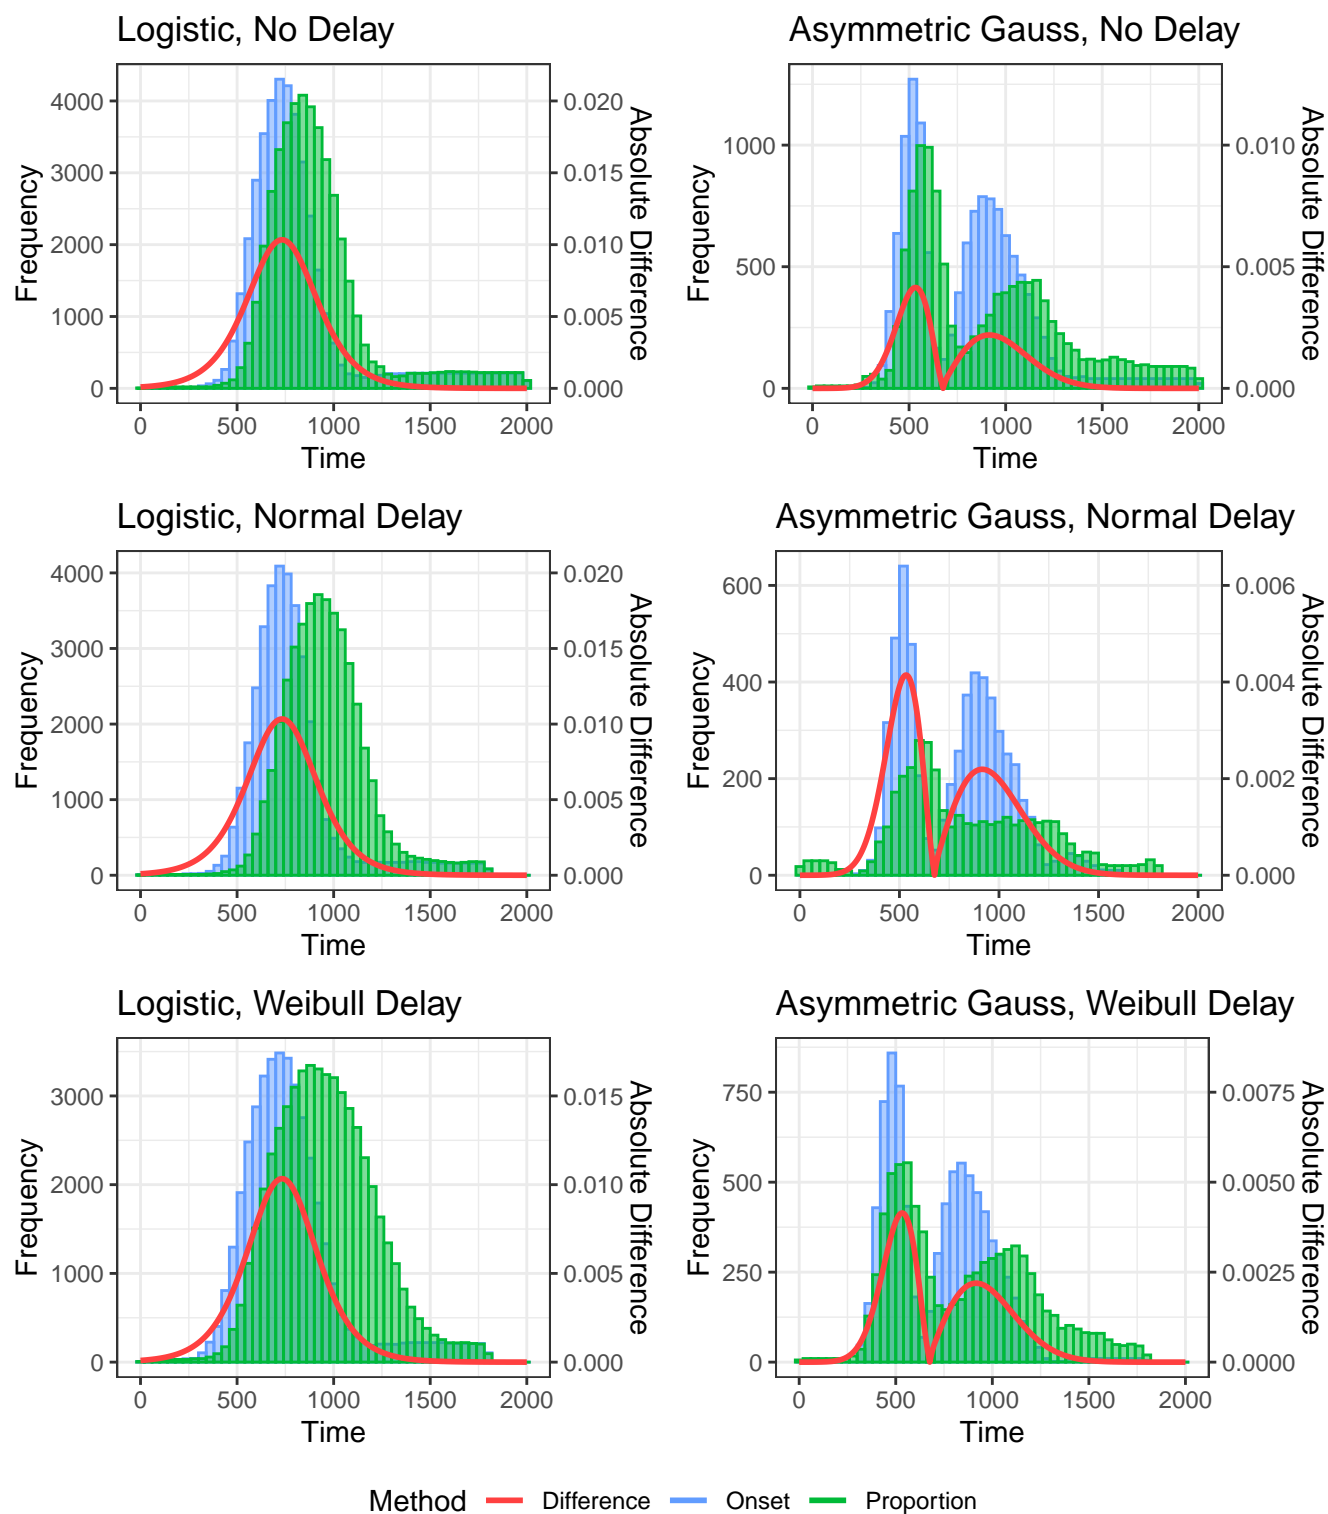 Logistic, No Delay
Asymmetric Gauss, No Delay
4000
3000
2000
1000
0
Frequency
0.020
0.015
0.010
0.005
0.000
Absolute Difference
0 500 1000 1500 2000
Time
1000
500
0
Frequency
0.010
0.005
0.000
Absolute Difference
0 500 1000 1500 2000
Time
Logistic, Normal Delay
Asymmetric Gauss, Normal Delay
4000
3000
2000
1000
0
Frequency
0.020
0.015
0.010
0.005
0.000
Absolute Difference
0 500 1000 1500 2000
Time
600
400
200
0
Frequency
0.006
0.004
0.002
0.000
Absolute Difference
0 500 1000 1500 2000
Time
Logistic, Weibull Delay
Asymmetric Gauss, Weibull Delay
3000
2000
1000
0
Frequency
0.015
0.010
0.005
0.000
Absolute Difference
0 500 1000 1500 2000
Time
750
500
250
0
Frequency
0.0075
0.0050
0.0025
0.0000
Absolute Difference
0 500 1000 1500 2000
Time
Method Difference Onset Proportion